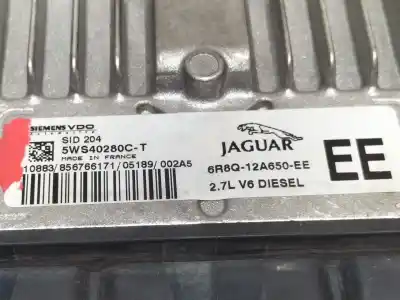 SIEMENS VDO
SID 204
5WS40280C-T
MADE IN FRANCE
10883/856766171/05189/002A5
JAGUAR
6R8Q-12A650-EE
2.7L V6 DIESEL
EE